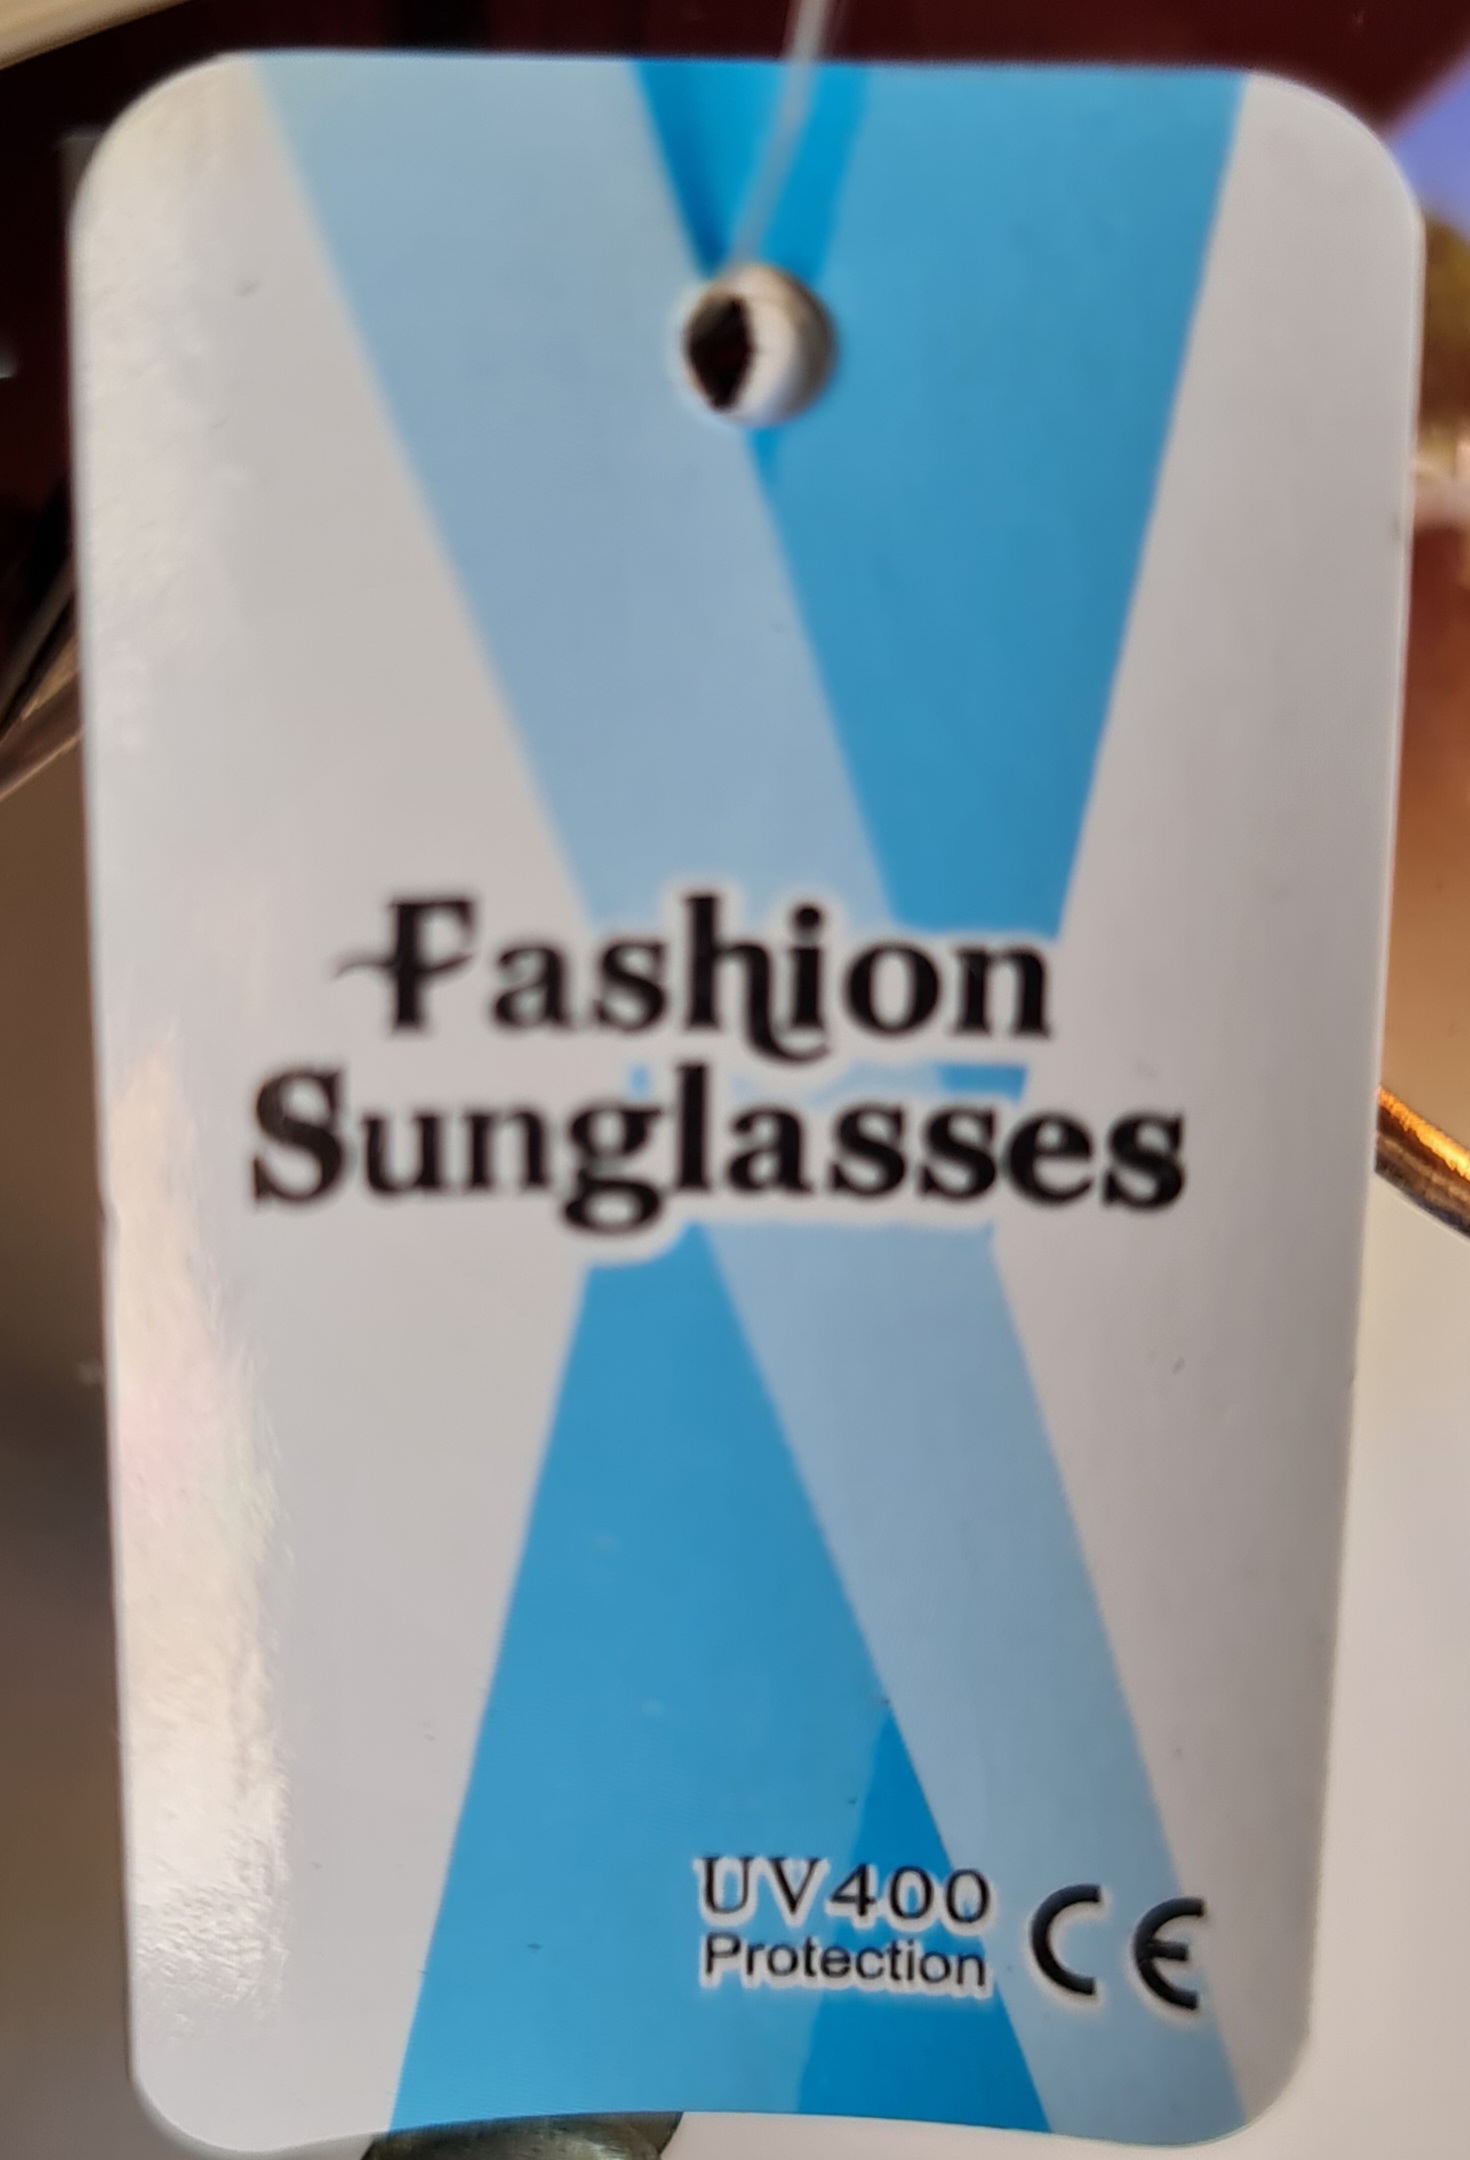 Fashion
Sunglasses
UV400
Protection
CE